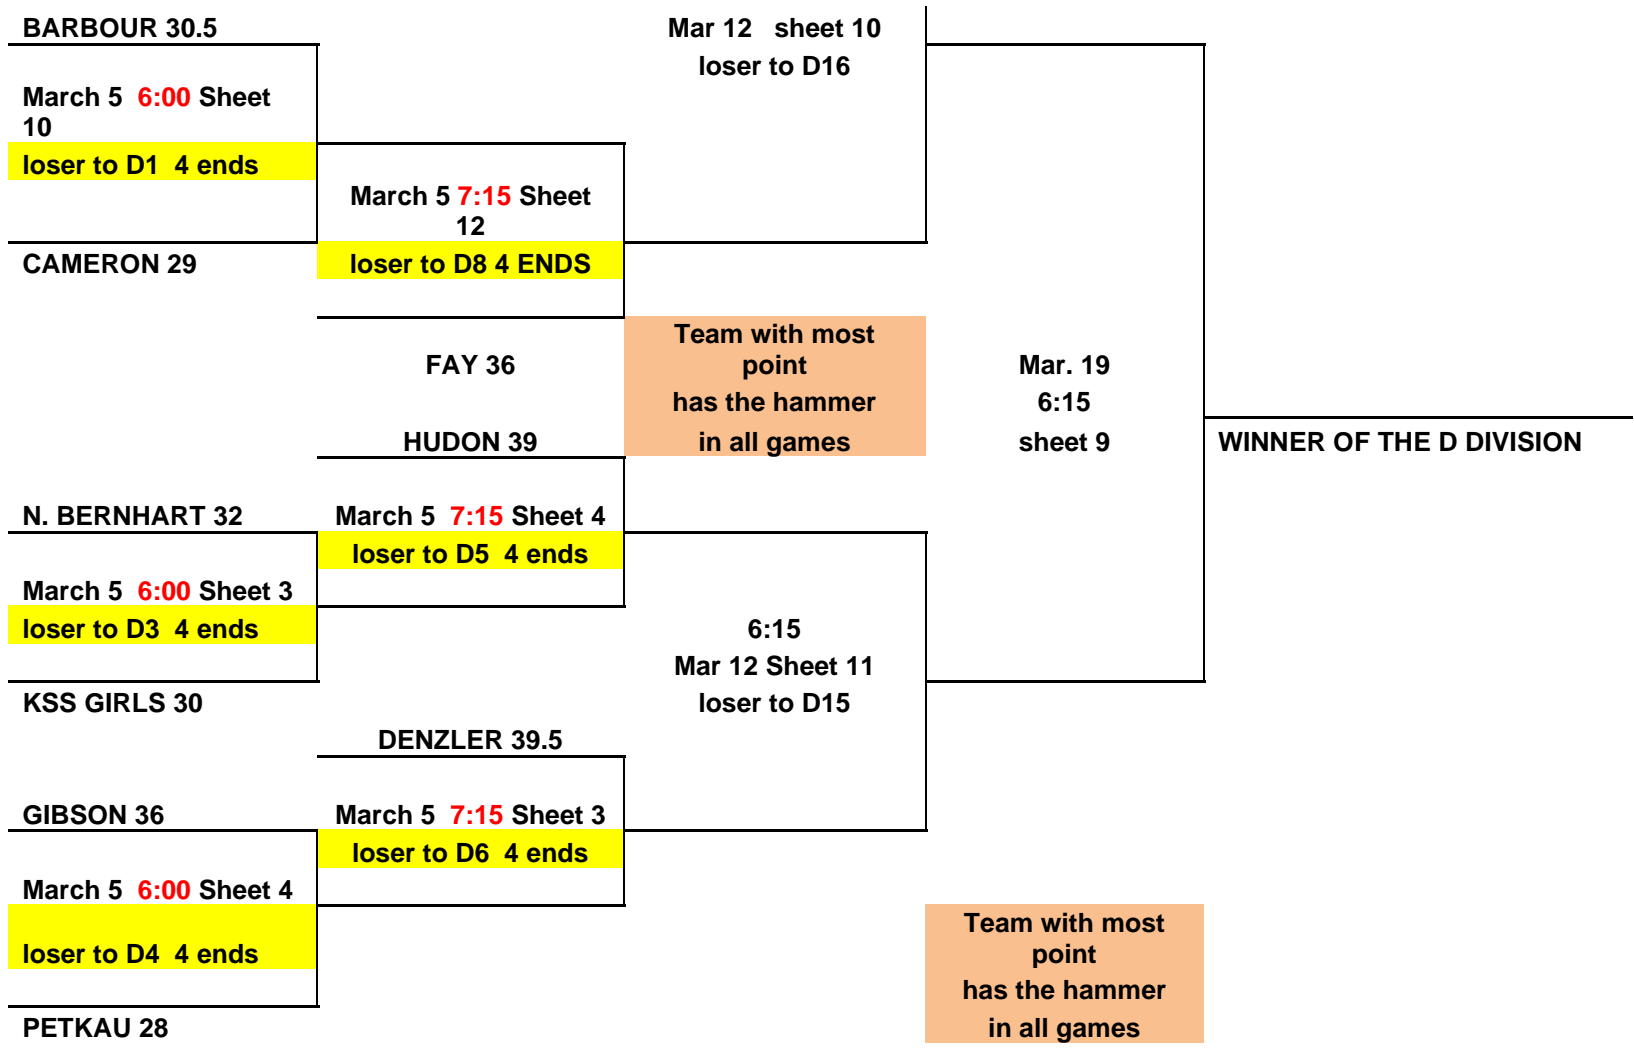 BARBOUR 30.5
Mar 12 sheet 10
loser to D16
March 5 6:00 Sheet
10
loser to D1 4 ends
March 5 7:15 Sheet
12
CAMERON 29
loser to D8 4 ENDS
Team with most
point
has the hammer
in all games
FAY 36
Mar. 19
6:15
sheet 9
HUDON 39
WINNER OF THE D DIVISION
N. BERNHART 32
March 5 7:15 Sheet 4
loser to D5 4 ends
March 5 6:00 Sheet 3
loser to D3 4 ends
6:15
Mar 12 Sheet 11
loser to D15
KSS GIRLS 30
DENZLER 39.5
GIBSON 36
March 5 7:15 Sheet 3
loser to D6 4 ends
March 5 6:00 Sheet 4
loser to D4 4 ends
Team with most
point
has the hammer
in all games
PETKAU 28